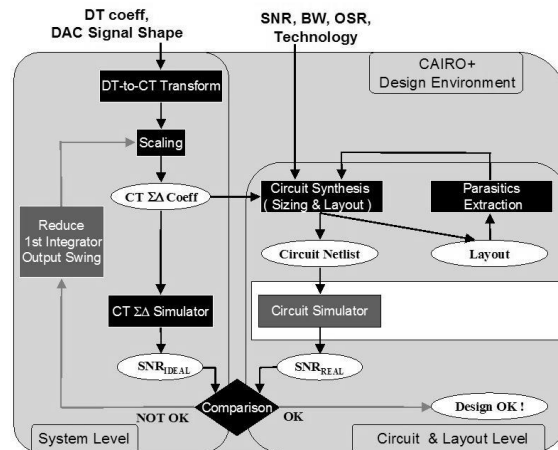 DT coeff,
DAC Signal Shape
SNR, BW, OSR,
Technology
CAIRO+
Design Environment
DT-to-CT Transform
Scaling
CT ΣΔ Coeff
Circuit Synthesis
( Sizing & Layout )
Parasitics
Extraction
Reduce
1st Integrator
Output Swing
Circuit Netlist
Layout
CT ΣΔ Simulator
Circuit Simulator
SNR_IDEAL
SNR_REAL
Comparison
NOT OK
OK
Design OK !
System Level
Circuit & Layout Level